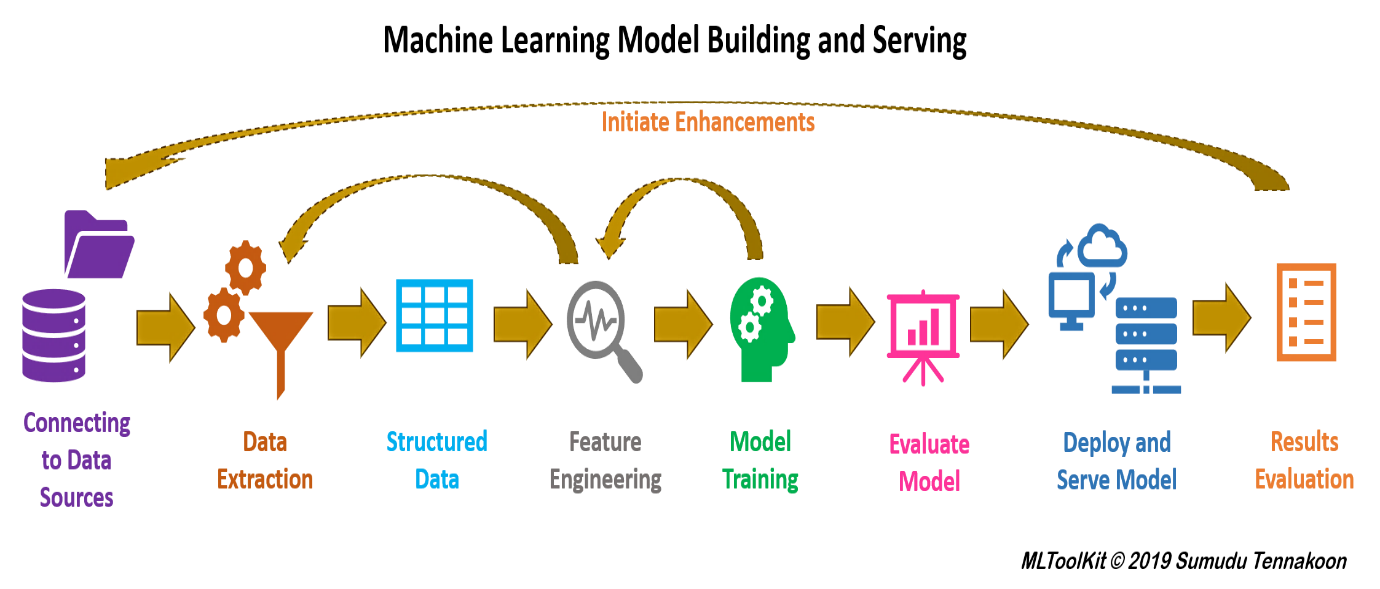 Machine Learning Model Building and Serving
Initiate Enhancements
Connecting
to Data
Sources
Data
Extraction
Structured
Data
Feature
Engineering
Model
Training
Evaluate
Model
Deploy and
Serve Model
Results
Evaluation
MLToolKit © 2019 Sumudu Tennakoon